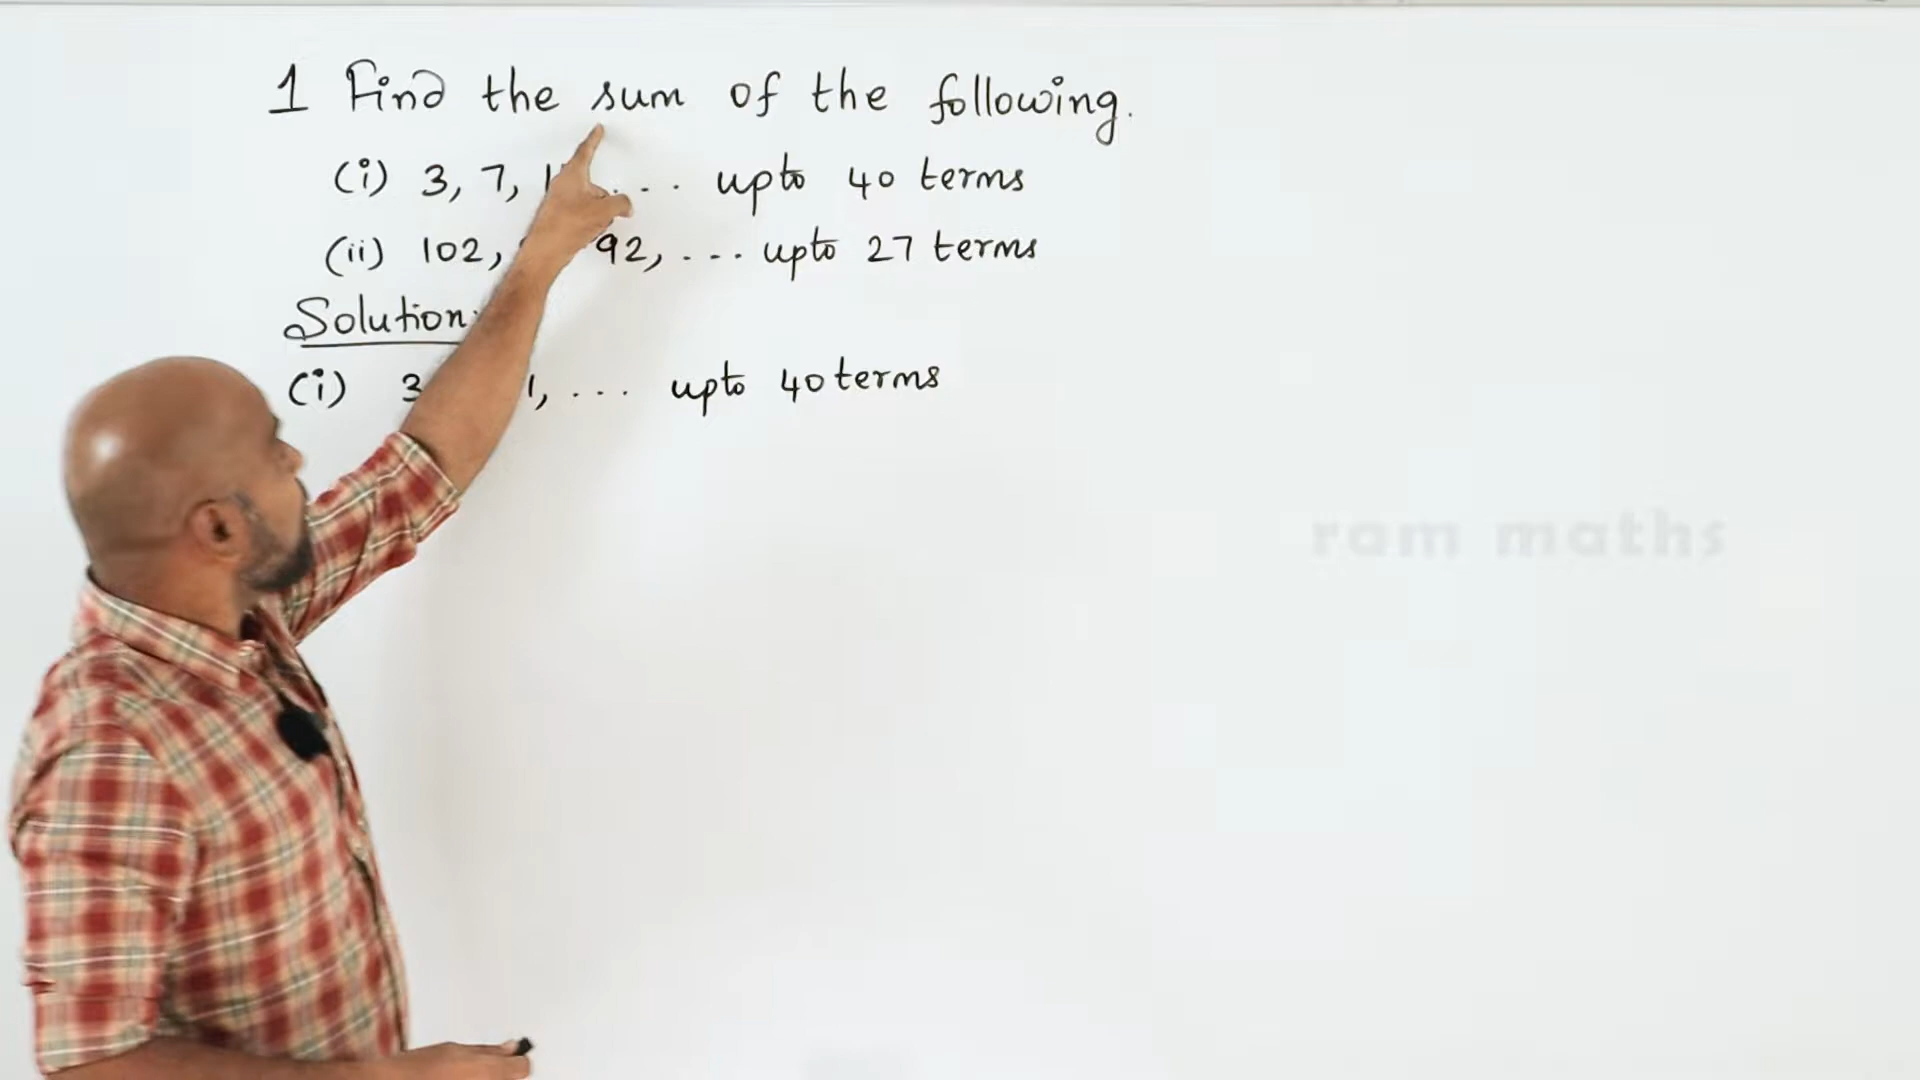 1 Find the sum of the following.
(i) 3, 7, ... upto 40 terms
(ii) 102, 92, ... upto 27 terms
Solution:
(i) 3 1, ... upto 40 terms
ram maths